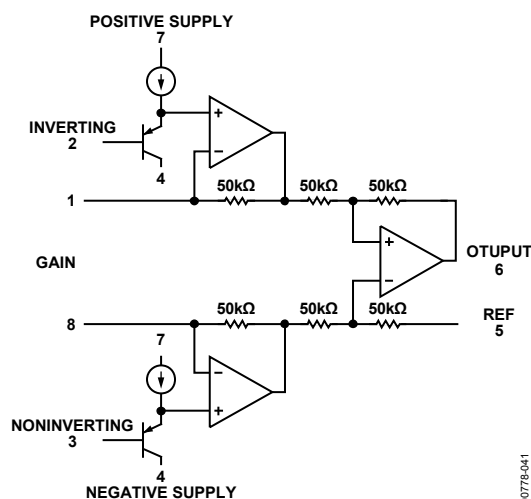 POSITIVE SUPPLY
7
INVERTING
2
+
−
4
1
50kΩ 50kΩ 50kΩ
GAIN
+
−
OTUPUT
6
8
50kΩ 50kΩ 50kΩ
REF
5
7
−
+
NONINVERTING
3
4
NEGATIVE SUPPLY
0778-041